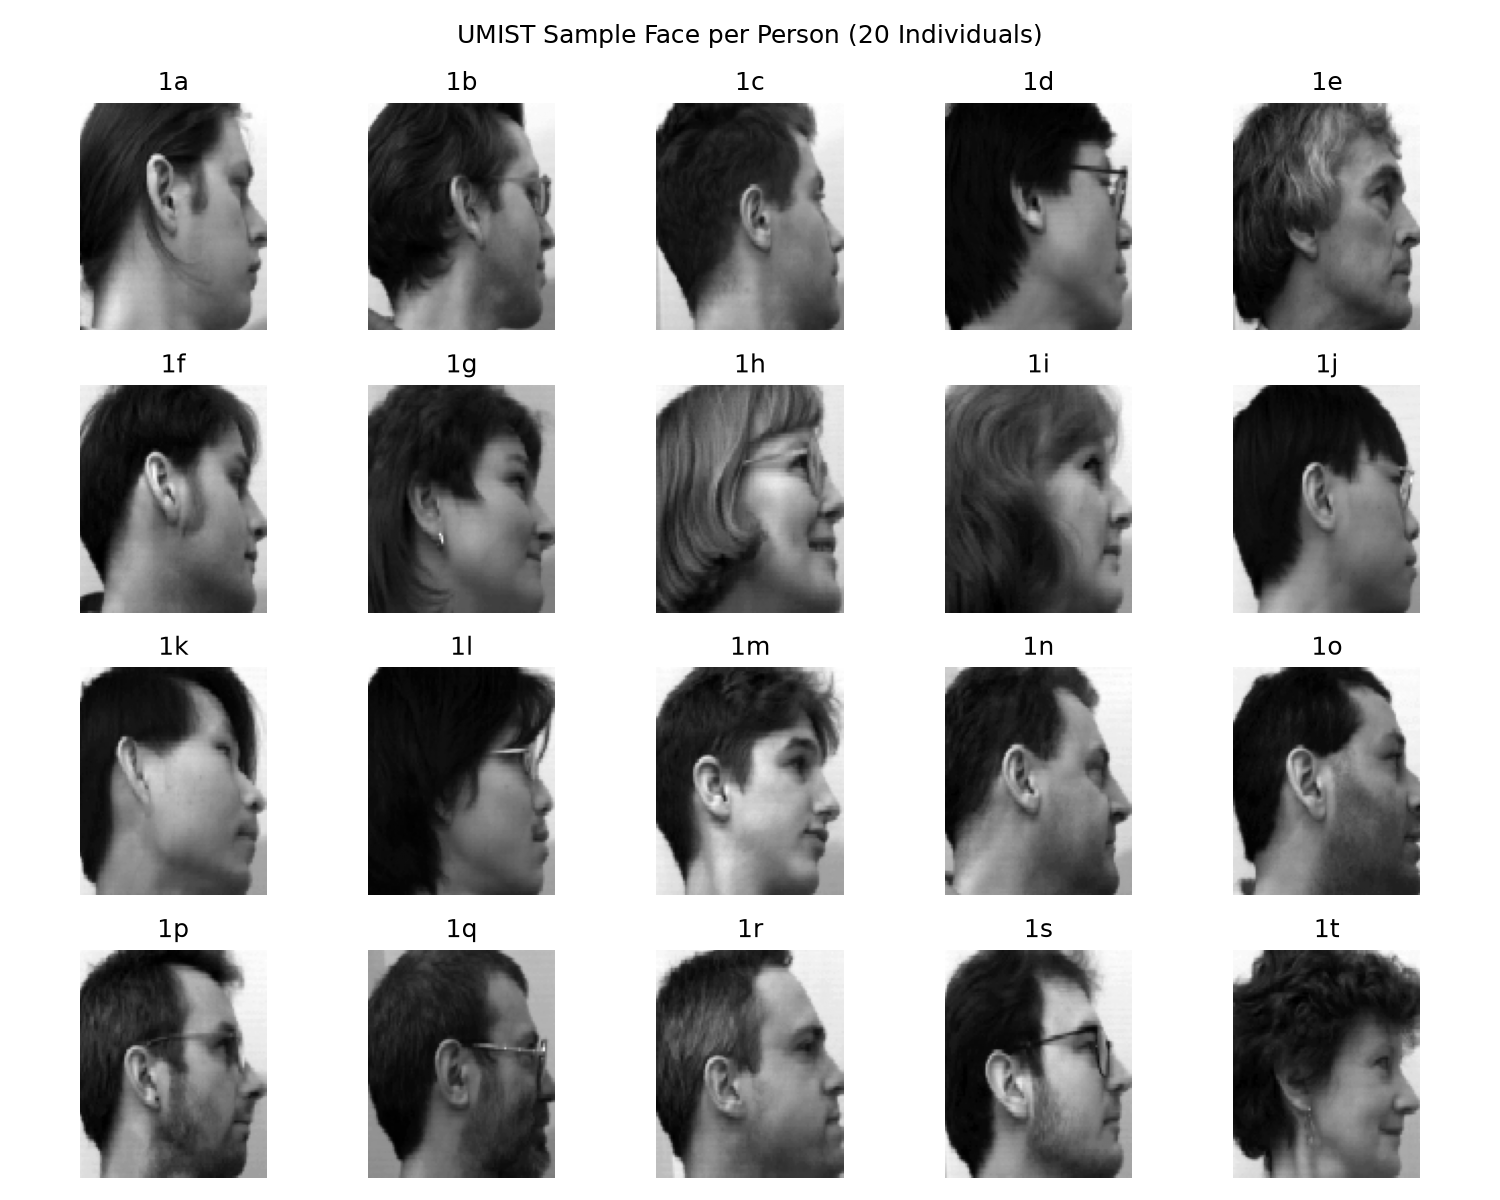 UMIST Sample Face per Person (20 Individuals)
1a 1b 1c 1d 1e
1f 1g 1h 1i 1j
1k 1l 1m 1n 1o
1p 1q 1r 1s 1t